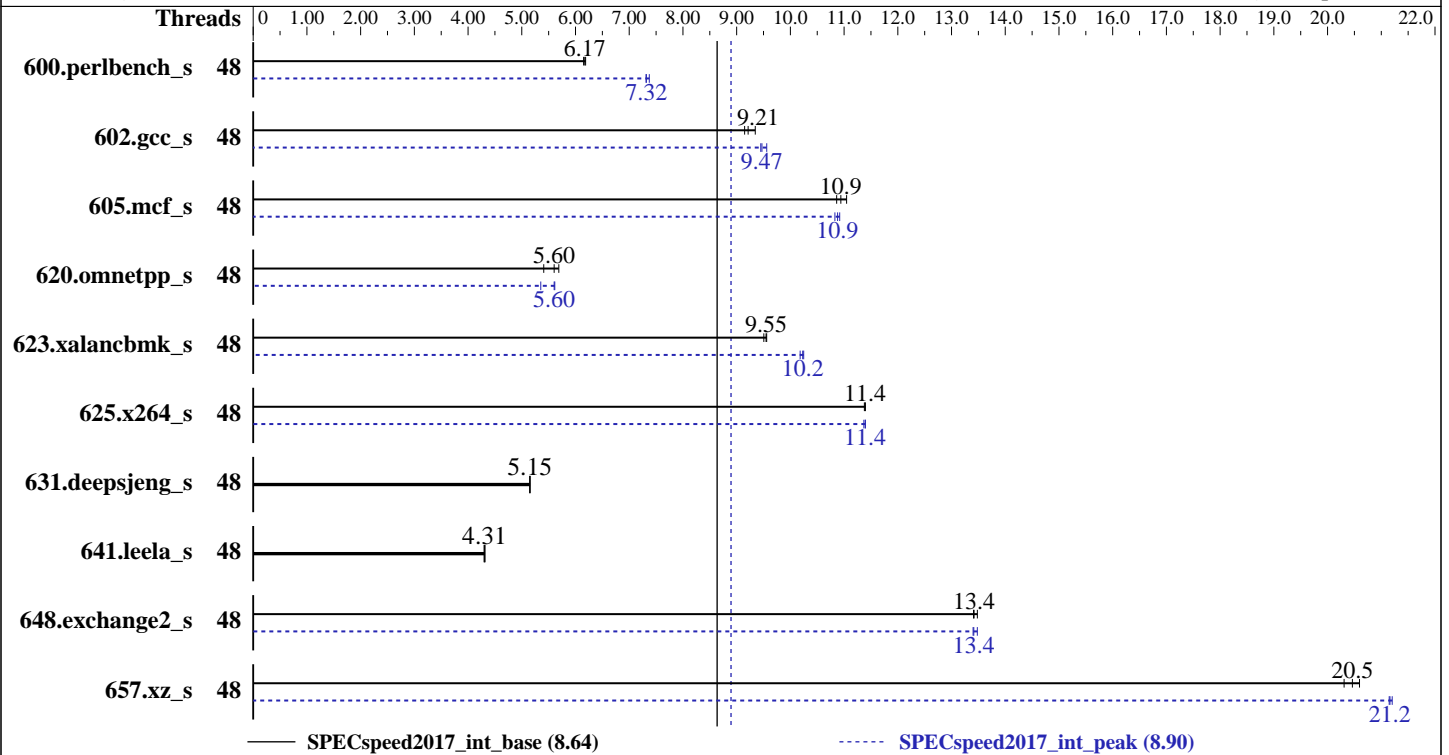 Threads 0 1.00 2.00 3.00 4.00 5.00 6.00 7.00 8.00 9.00 10.0 11.0 12.0 13.0 14.0 15.0 16.0 17.0 18.0 19.0 20.0 22.0
600.perlbench_s 48 6.17
7.32
602.gcc_s 48 9.21
9.47
605.mcf_s 48 10.9
10.9
620.omnetpp_s 48 5.60
5.60
623.xalancbmk_s 48 9.55
10.2
625.x264_s 48 11.4
11.4
631.deepsjeng_s 48 5.15
641.leela_s 48 4.31
648.exchange2_s 48 13.4
13.4
657.xz_s 48 20.5
21.2
SPECspeed2017_int_base (8.64) SPECspeed2017_int_peak (8.90)